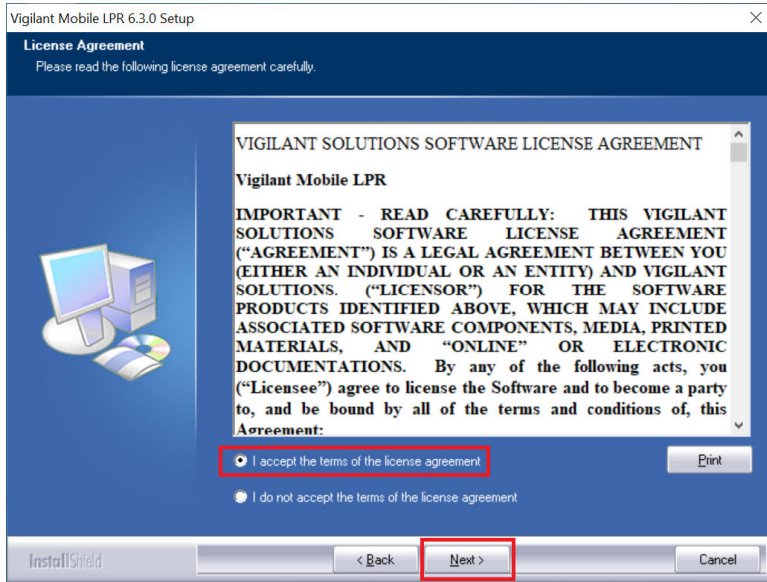 Vigilant Mobile LPR 6.3.0 Setup
License Agreement
Please read the following license agreement carefully.
VIGILANT SOLUTIONS SOFTWARE LICENSE AGREEMENT
Vigilant Mobile LPR
IMPORTANT - READ CAREFULLY: THIS VIGILANT
SOLUTIONS SOFTWARE LICENSE AGREEMENT
(“AGREEMENT”) IS A LEGAL AGREEMENT BETWEEN YOU
(EITHER AN INDIVIDUAL OR AN ENTITY) AND VIGILANT
SOLUTIONS. (“LICENSOR”) FOR THE SOFTWARE
PRODUCTS IDENTIFIED ABOVE, WHICH MAY INCLUDE
ASSOCIATED SOFTWARE COMPONENTS, MEDIA, PRINTED
MATERIALS, AND “ONLINE” OR ELECTRONIC
DOCUMENTATIONS. By any of the following acts, you
(“Licensee”) agree to license the Software and to become a party
to, and be bound by all of the terms and conditions of, this
Agreement:
I accept the terms of the license agreement
Print
I do not accept the terms of the license agreement
InstallShield
< Back
Next >
Cancel